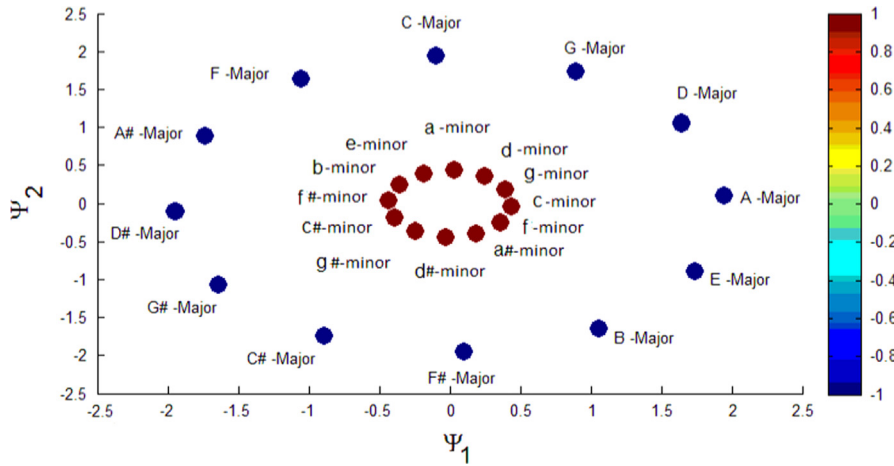 2.5
2
1.5
1
0.5
0
-0.5
-1
-1.5
-2
-2.5
Ψ2
C -Major
G -Major
F -Major
D -Major
A# -Major
a -minor
e-minor
d -minor
b-minor
g-minor
f #-minor
c -minor
A -Major
D# -Major
c#-minor
f -minor
a#-minor
g #-minor
d#-minor
E -Major
G# -Major
B -Major
C# -Major
F# -Major
-2.5 -2 -1.5 -1 -0.5 0 0.5 1 1.5 2 2.5
Ψ1
1
0.8
0.6
0.4
0.2
0
-0.2
-0.4
-0.6
-0.8
-1